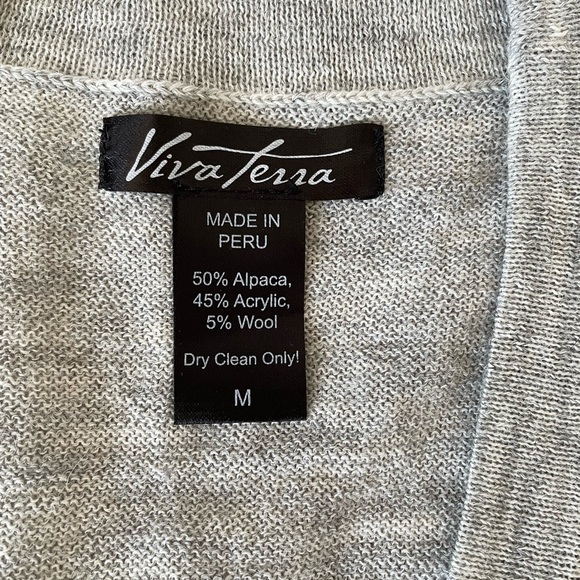 Viva Terra
MADE IN
PERU
50% Alpaca,
45% Acrylic,
5% Wool
Dry Clean Only!
M